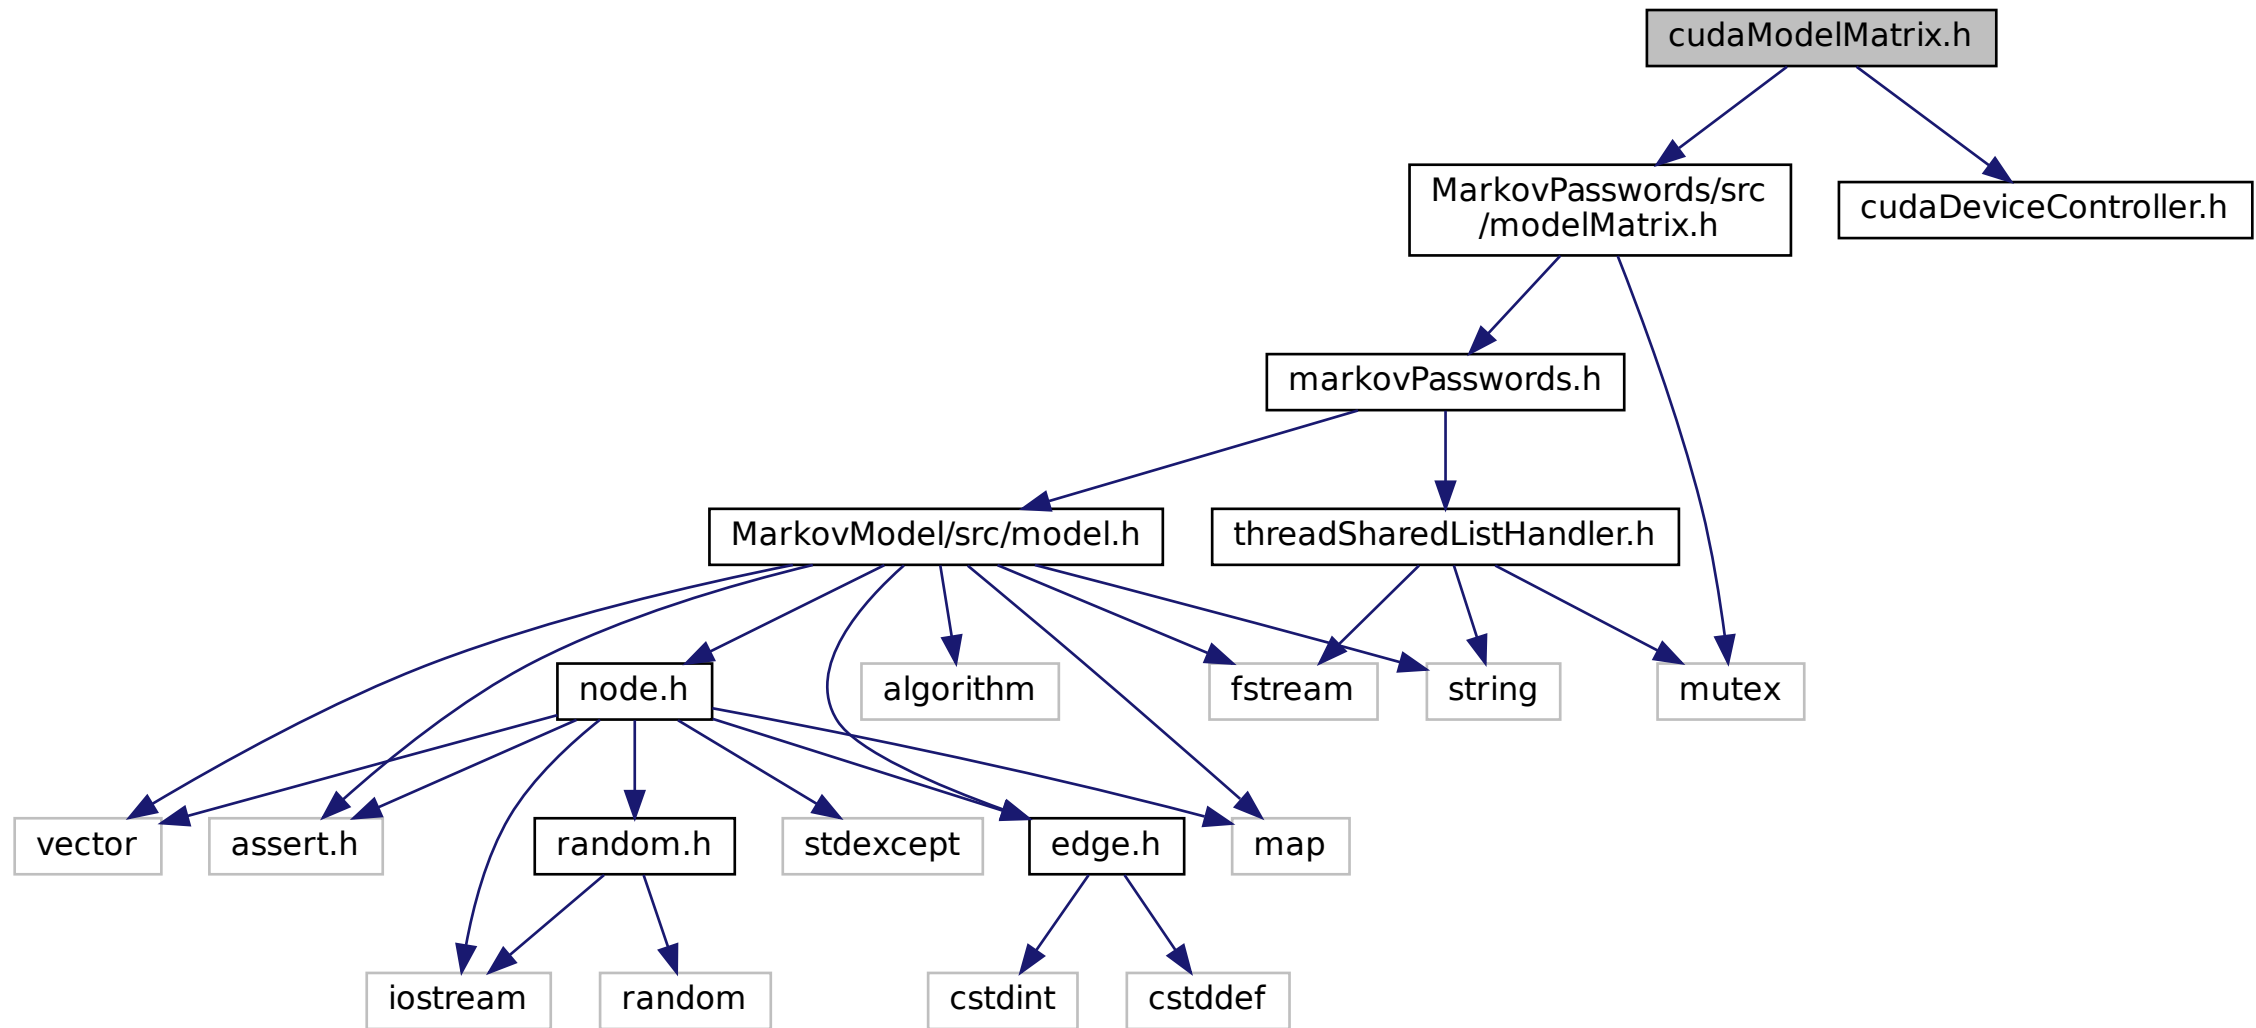 cudaModelMatrix.h
MarkovPasswords/src
/modelMatrix.h
cudaDeviceController.h
markovPasswords.h
MarkovModel/src/model.h
threadSharedListHandler.h
node.h
algorithm
fstream
string
mutex
vector
assert.h
random.h
stdexcept
edge.h
map
iostream
random
cstdint
cstddef